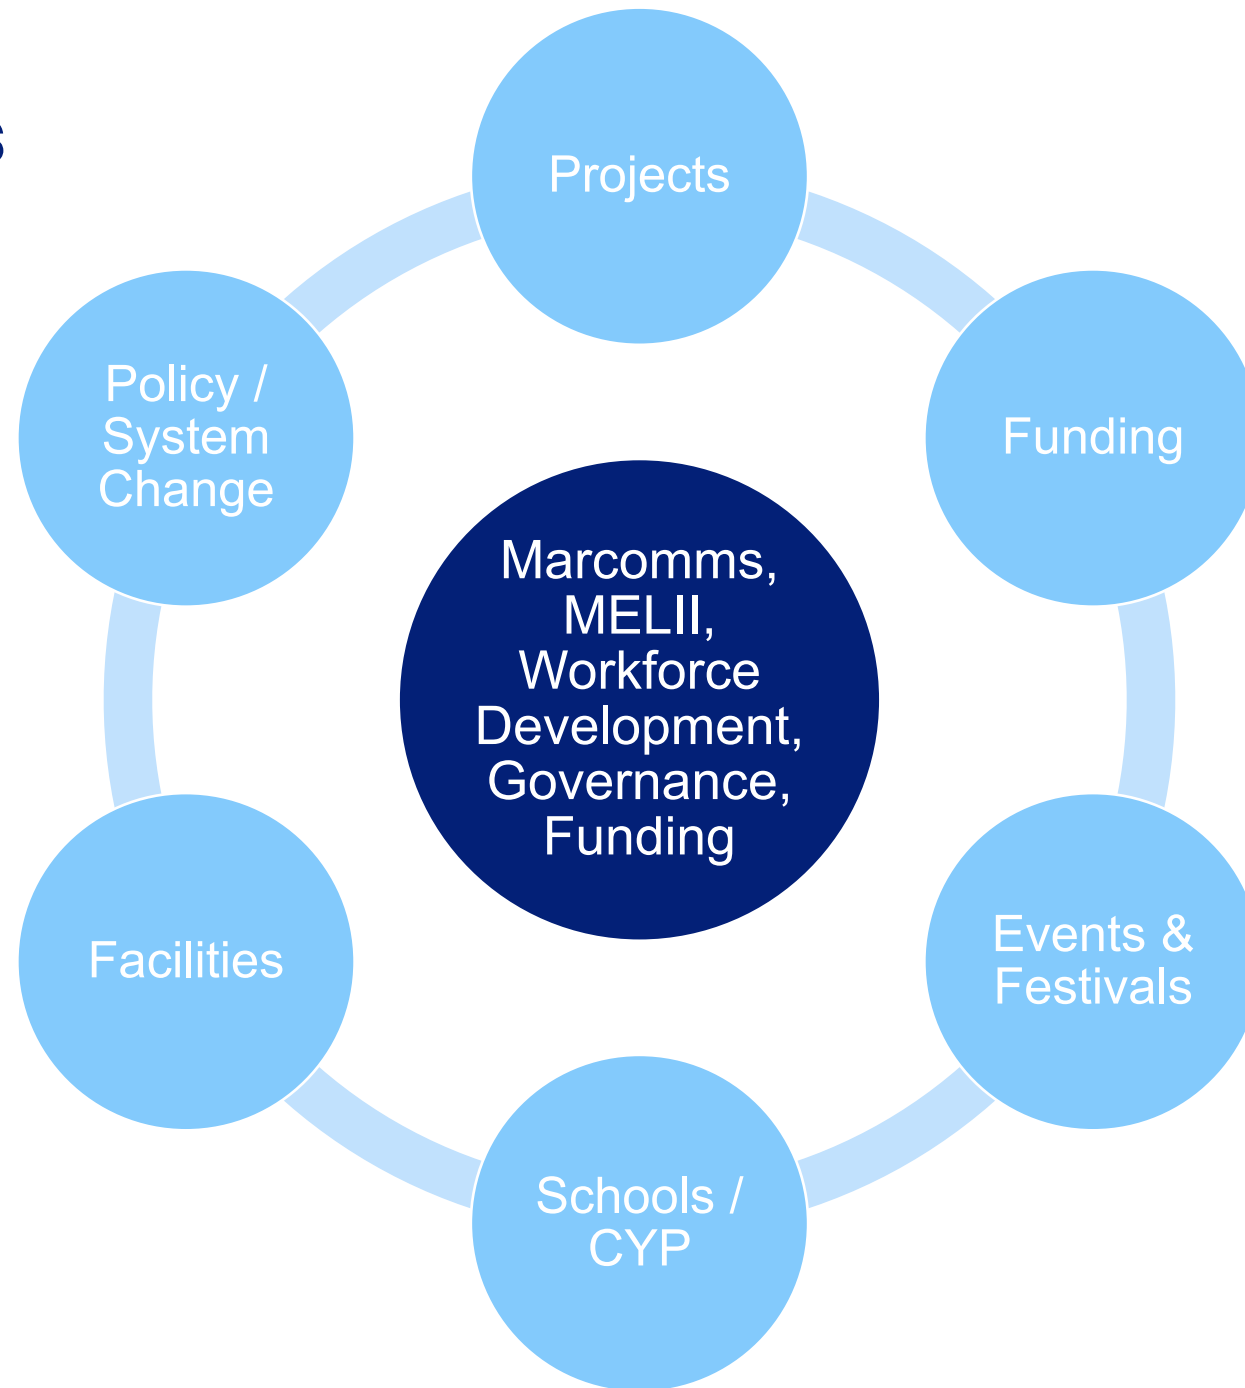 s
Projects
Policy /
System
Change
Funding
Marcomms,
MELII,
Workforce
Development,
Governance,
Funding
Facilities
Events &
Festivals
Schools /
CYP